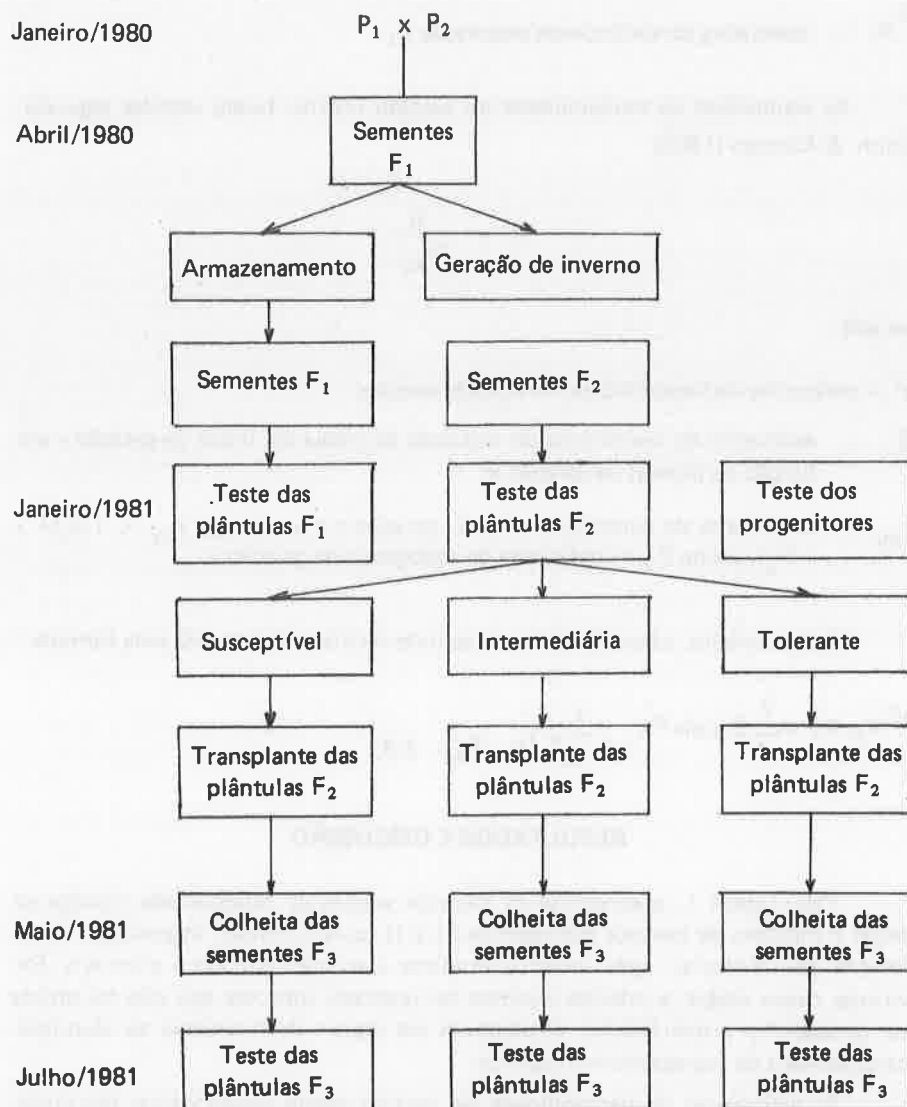 Janeiro/1980
P₁ x P₂
Abril/1980
Sementes
F₁
Armazenamento
Geração de inverno
Sementes F₁
Sementes F₂
Janeiro/1981
Teste das
plântulas F₁
Teste das
plântulas F₂
Teste dos
progenitores
Susceptível
Intermediária
Tolerante
Transplante das
plântulas F₂
Transplante das
plântulas F₂
Transplante das
plântulas F₂
Maio/1981
Colheita das
sementes F₃
Colheita das
sementes F₃
Colheita das
sementes F₃
Julho/1981
Teste das
plântulas F₃
Teste das
plântulas F₃
Teste das
plântulas F₃